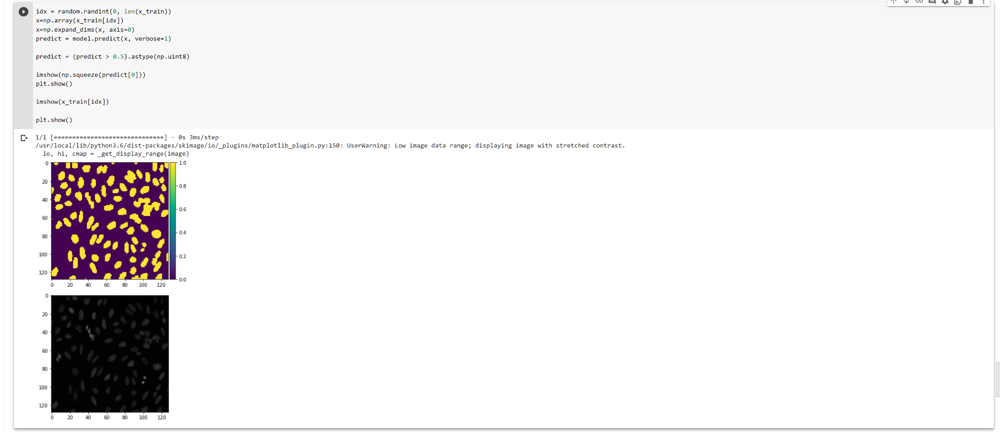 idx = random.randint(0, len(x_train))
x=np.array(x_train[idx])
x=np.expand_dims(x, axis=0)
predict = model.predict(x, verbose=1)
predict = (predict > 0.5).astype(np.uint8)
imshow(np.squeeze(predict[0]))
plt.show()
imshow(x_train[idx])
plt.show()
1/1 [==============================] - 0s 3ms/step
/usr/local/lib/python3.6/dist-packages/skimage/io/_plugins/matplotlib_plugin.py:150: UserWarning: Low image data range; displaying image with stretched contrast.
lo, hi, cmap = _get_display_range(image)
0
20
40
60
80
100
120
0 20 40 60 80 100 120
1.0
0.8
0.6
0.4
0.2
0.0
0
20
40
60
80
100
120
0 20 40 60 80 100 120